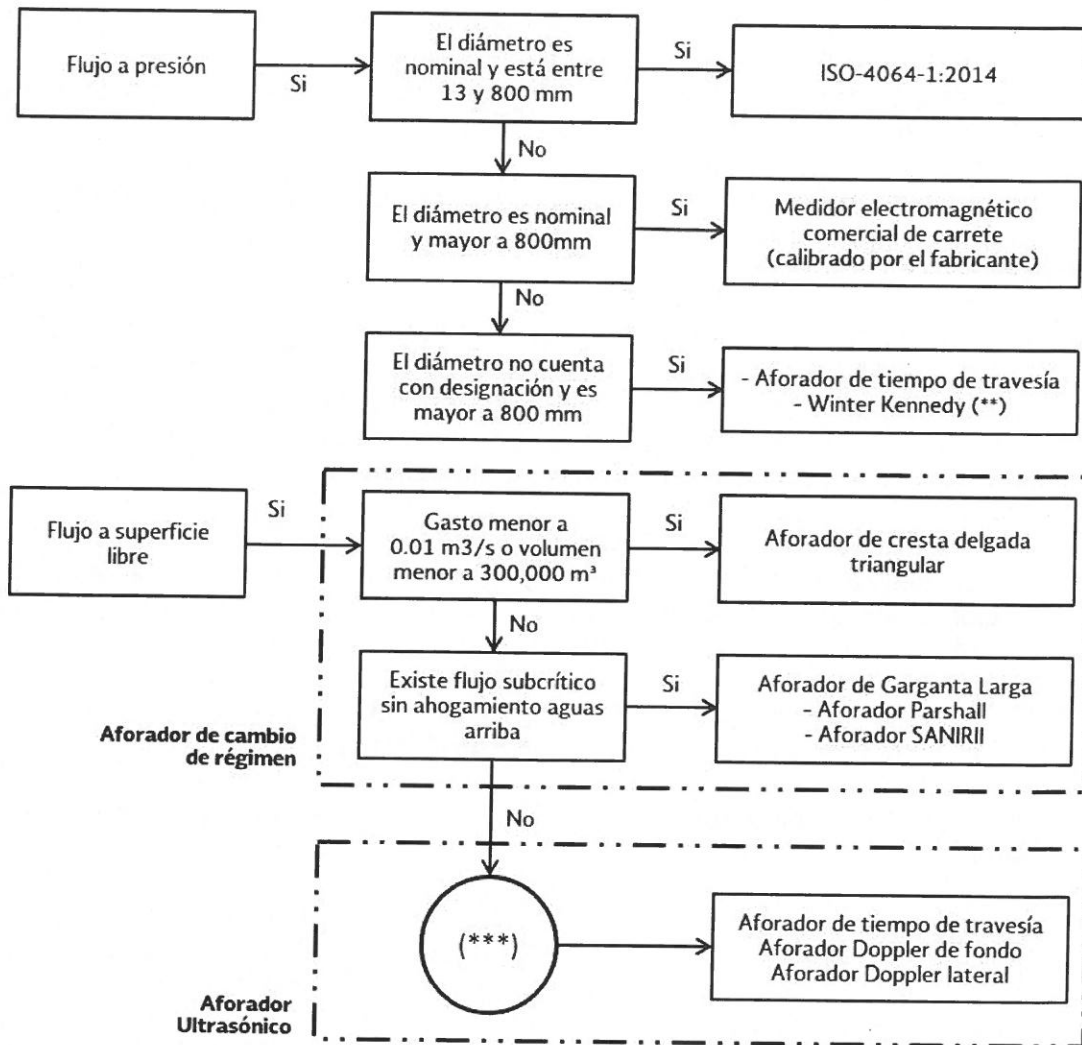 Flujo a presión
Si
El diámetro es
nominal y está entre
13 y 800 mm
Si
ISO-4064-1:2014
No
El diámetro es nominal
y mayor a 800mm
Si
Medidor electromagnético
comercial de carrete
(calibrado por el fabricante)
No
El diámetro no cuenta
con designación y es
mayor a 800 mm
Si
- Aforador de tiempo de travesía
- Winter Kennedy (**)
Flujo a superficie
libre
Si
Gasto menor a
0.01 m3/s o volumen
menor a 300,000 m³
Si
Aforador de cresta delgada
triangular
No
Existe flujo subcrítico
sin ahogamiento aguas
arriba
Si
Aforador de Garganta Larga
- Aforador Parshall
- Aforador SANIRII
Aforador de cambio
de régimen
No
(***)
Aforador de tiempo de travesía
Aforador Doppler de fondo
Aforador Doppler lateral
Aforador
Ultrasónico